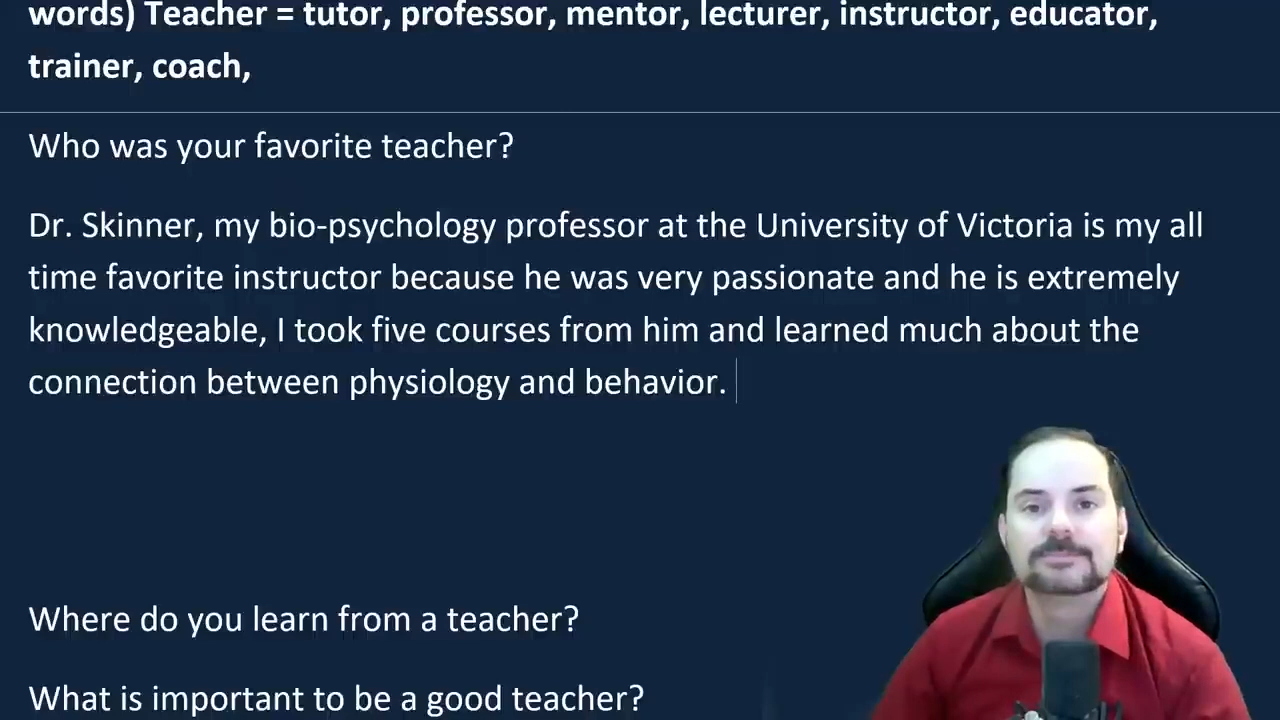 words) Teacher = tutor, professor, mentor, lecturer, instructor, educator,
trainer, coach,
Who was your favorite teacher?
Dr. Skinner, my bio-psychology professor at the University of Victoria is my all
time favorite instructor because he was very passionate and he is extremely
knowledgeable, I took five courses from him and learned much about the
connection between physiology and behavior.
Where do you learn from a teacher?
What is important to be a good teacher?